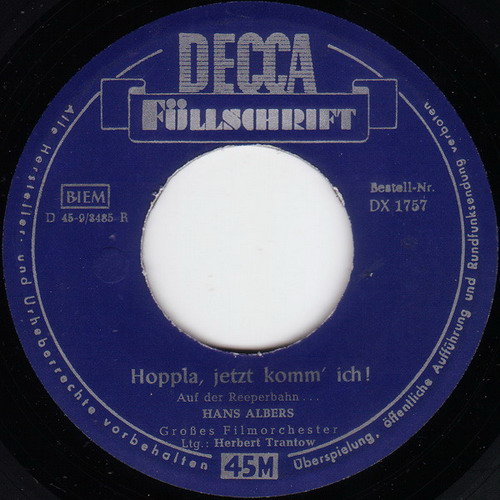 DECCA
FÜLLSCHRIFT
BIEM
D 45-9/3485 R
Bestell-Nr.
DX 1757
Hoppla, jetzt komm' ich!
Auf der Reeperbahn...
HANS ALBERS
Großes Filmorchester
Ltg.: Herbert Trantow
45M
Alle Hersteller- und Urheberrechte vorbehalten
Überspielung, öffentliche Aufführung und Rundfunksendung verboten